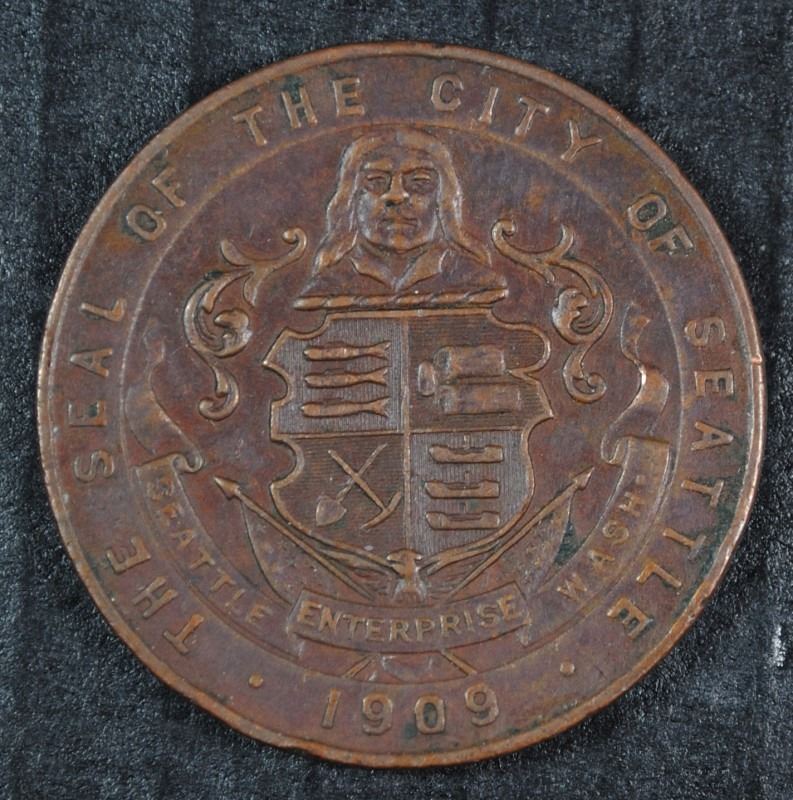 THE SEAL OF THE CITY OF SEATTLE
SEATTLE ENTERPRISE WASH.
· 1909 ·